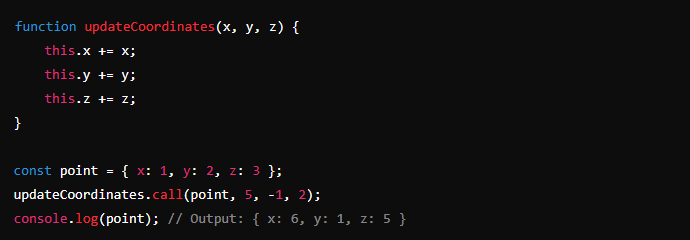 function updateCoordinates(x, y, z) {
    this.x += x;
    this.y += y;
    this.z += z;
}

const point = { x: 1, y: 2, z: 3 };
updateCoordinates.call(point, 5, -1, 2);
console.log(point); // Output: { x: 6, y: 1, z: 5 }